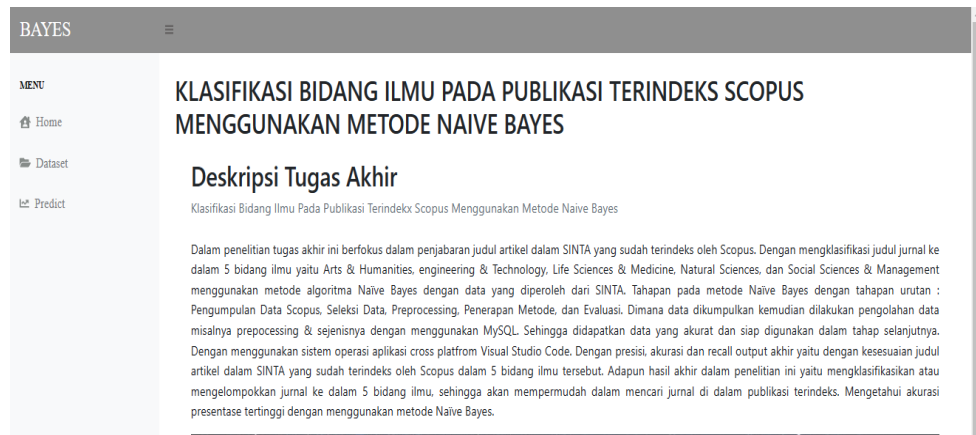 BAYES
MENU
Home
Dataset
Predict
KLASIFIKASI BIDANG ILMU PADA PUBLIKASI TERINDEKS SCOPUS
MENGGUNAKAN METODE NAIVE BAYES
Deskripsi Tugas Akhir
Klasifikasi Bidang Ilmu Pada Publikasi Terindekx Scopus Menggunakan Metode Naive Bayes
Dalam penelitian tugas akhir ini berfokus dalam penjabaran judul artikel dalam SINTA yang sudah terindeks oleh Scopus. Dengan mengklasifikasi judul jurnal ke
dalam 5 bidang ilmu yaitu Arts & Humanities, engineering & Technology, Life Sciences & Medicine, Natural Sciences, dan Social Sciences & Management
menggunakan metode algoritma Naïve Bayes dengan data yang diperoleh dari SINTA. Tahapan pada metode Naïve Bayes dengan tahapan urutan :
Pengumpulan Data Scopus, Seleksi Data, Preprocessing, Penerapan Metode, dan Evaluasi. Dimana data dikumpulkan kemudian dilakukan pengolahan data
misalnya prepocessing & sejenisnya dengan menggunakan MySQL. Sehingga didapatkan data yang akurat dan siap digunakan dalam tahap selanjutnya.
Dengan menggunakan sistem operasi aplikasi cross platfrom Visual Studio Code. Dengan presisi, akurasi dan recall output akhir yaitu dengan kesesuaian judul
artikel dalam SINTA yang sudah terindeks oleh Scopus dalam 5 bidang ilmu tersebut. Adapun hasil akhir dalam penelitian ini yaitu mengklasifikasikan atau
mengelompokkan jurnal ke dalam 5 bidang ilmu, sehingga akan mempermudah dalam mencari jurnal di dalam publikasi terindeks. Mengetahui akurasi
presentase tertinggi dengan menggunakan metode Naïve Bayes.